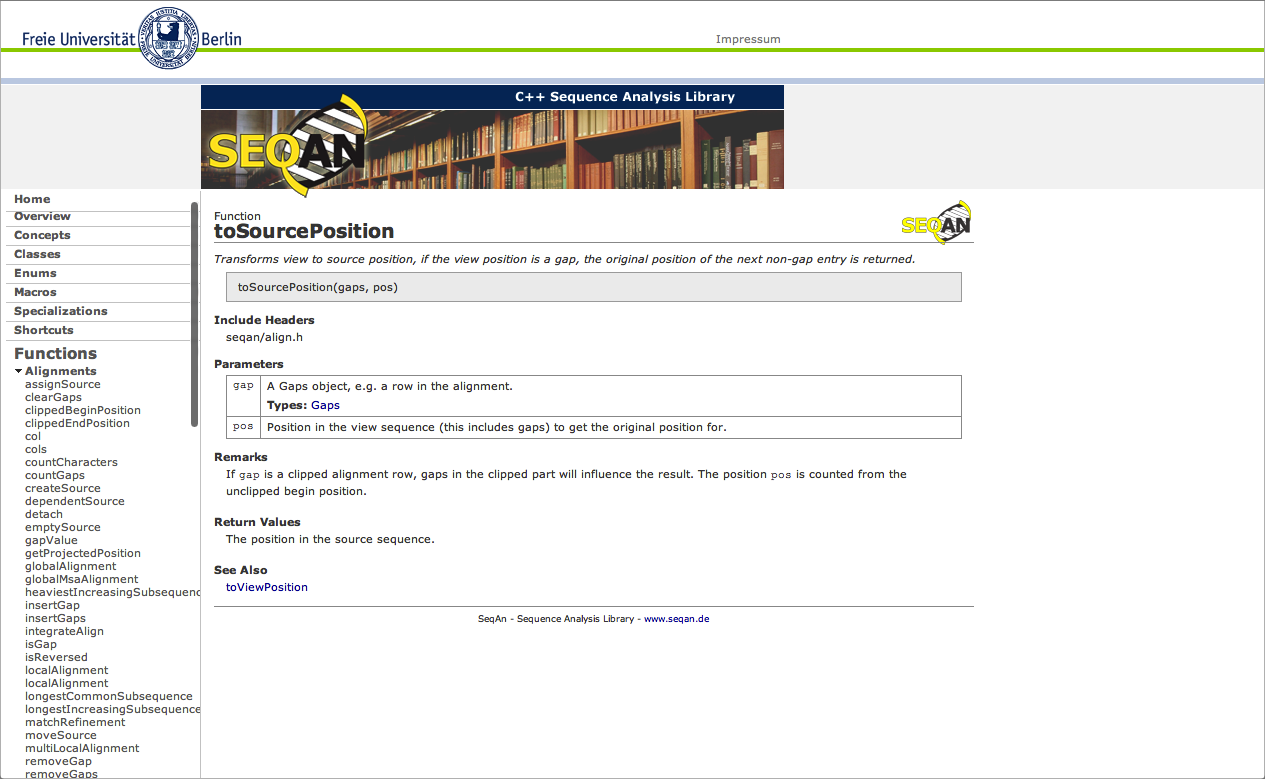 Freie Universität Berlin
Impressum
C++ Sequence Analysis Library
SEQAN
Home
Overview
Concepts
Classes
Enums
Macros
Specializations
Shortcuts
Functions
Alignments
assignSource
clearGaps
clippedBeginPosition
clippedEndPosition
col
cols
countCharacters
countGaps
createSource
dependentSource
detach
emptySource
gapValue
getProjectedPosition
globalAlignment
globalMsaAlignment
heaviestIncreasingSubsequenc
insertGap
insertGaps
integrateAlign
isGap
isReversed
localAlignment
localAlignment
longestCommonSubsequence
longestIncreasingSubsequence
matchRefinement
moveSource
multiLocalAlignment
removeGap
removeGaps
Function
toSourcePosition
SEQAN
Transforms view to source position, if the view position is a gap, the original position of the next non-gap entry is returned.
toSourcePosition(gaps, pos)
Include Headers
seqan/align.h
Parameters
gap A Gaps object, e.g. a row in the alignment.
Types: Gaps
pos Position in the view sequence (this includes gaps) to get the original position for.
Remarks
If gap is a clipped alignment row, gaps in the clipped part will influence the result. The position pos is counted from the
unclipped begin position.
Return Values
The position in the source sequence.
See Also
toViewPosition
SeqAn - Sequence Analysis Library - www.seqan.de